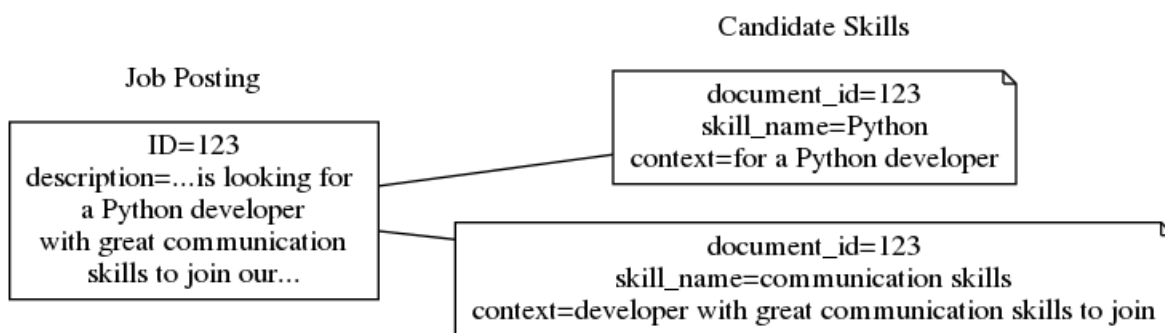 Job Posting
ID=123
description=...is looking for
a Python developer
with great communication
skills to join our...
Candidate Skills
document_id=123
skill_name=Python
context=for a Python developer
document_id=123
skill_name=communication skills
context=developer with great communication skills to join